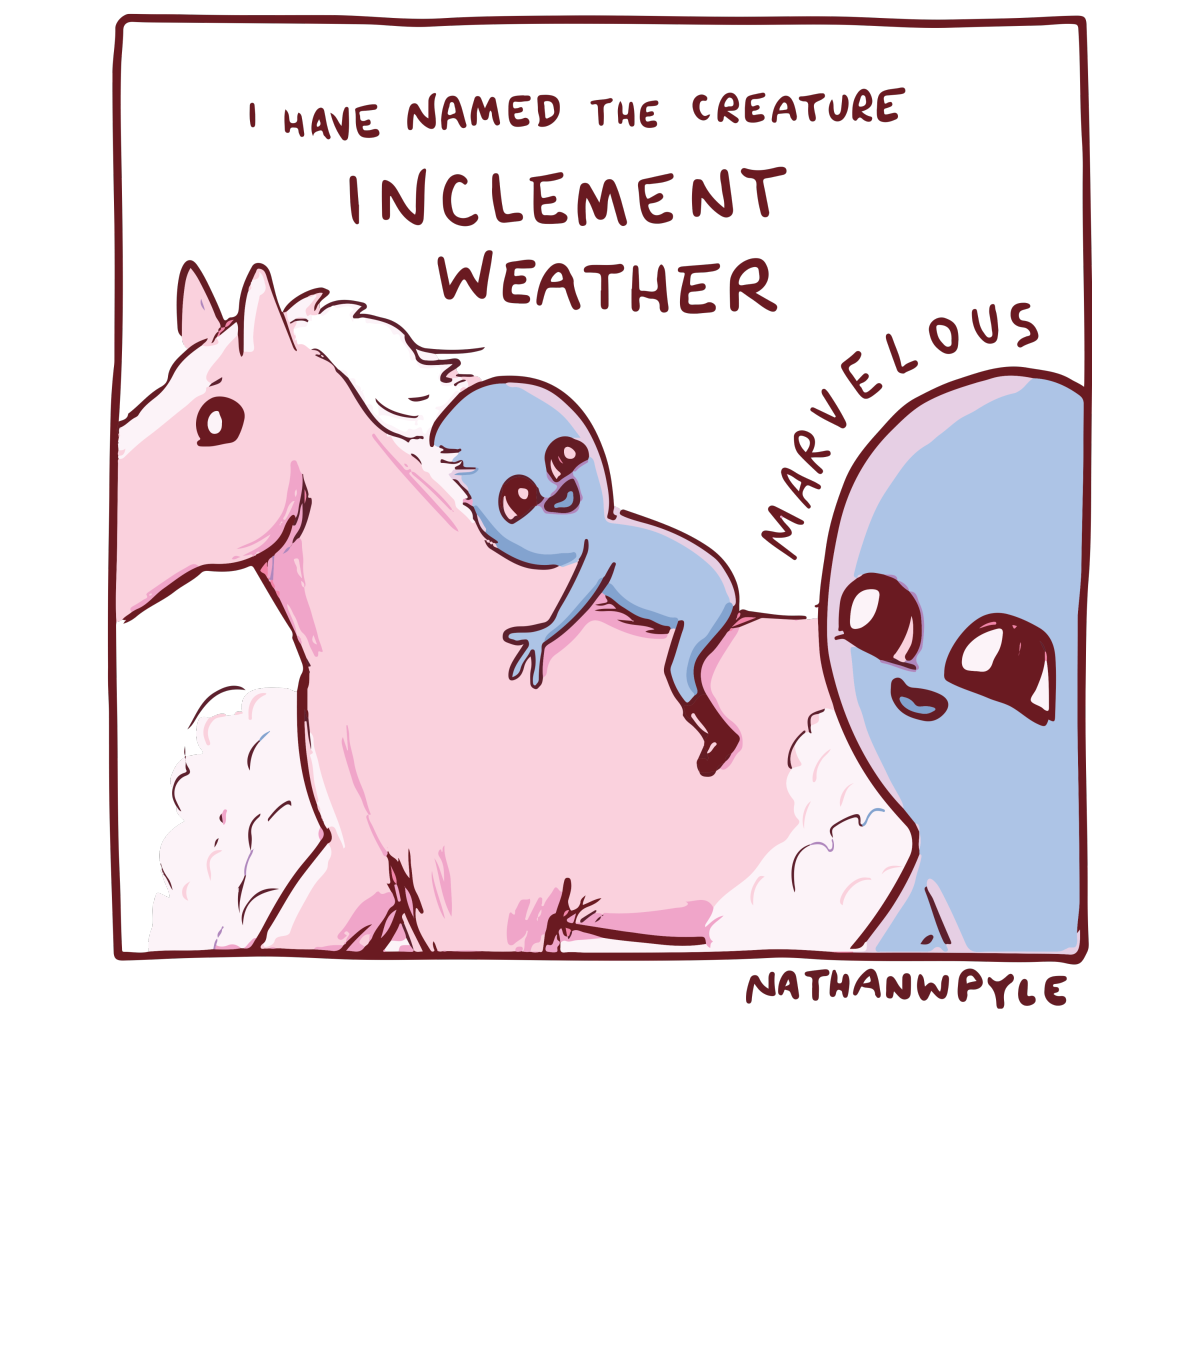 I HAVE NAMED THE CREATURE
INCLEMENT
WEATHER
MARVELOUS
NATHANWPYLE